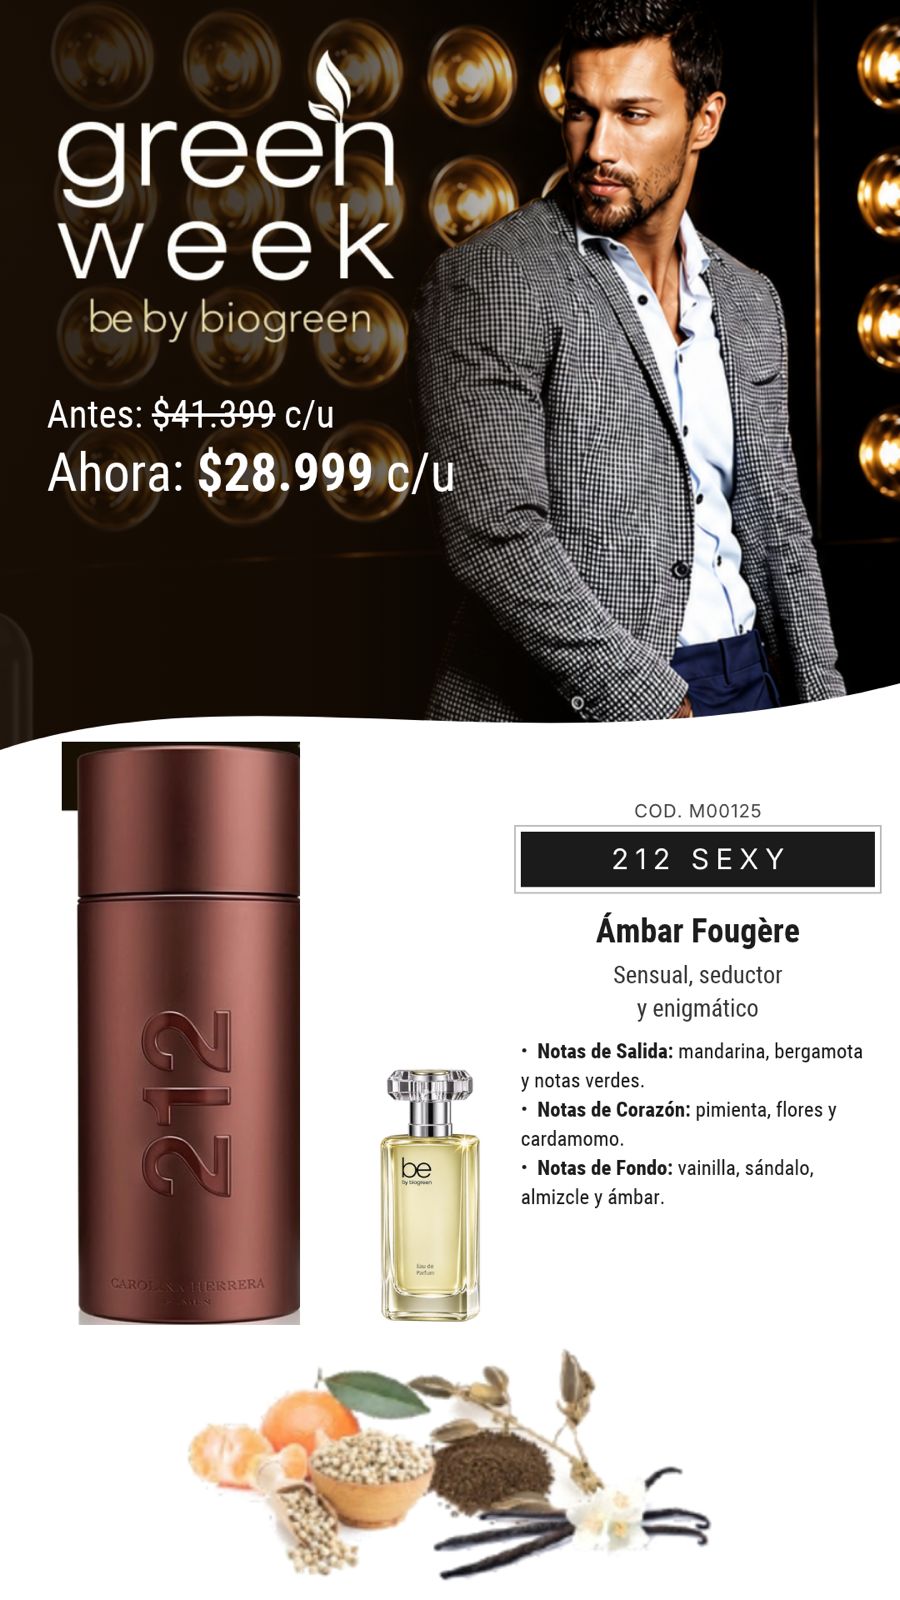 green
week
be by biogreen
Antes: $41.399 c/u
Ahora: $28.999 c/u
COD. M00125
212 SEXY
Ámbar Fougère
Sensual, seductor
y enigmático
• Notas de Salida: mandarina, bergamota
y notas verdes.
• Notas de Corazón: pimienta, flores y
cardamomo.
• Notas de Fondo: vainilla, sándalo,
almizcle y ámbar.
212
CAROLINA HERRERA
be
by biogreen
Eau de
Parfum